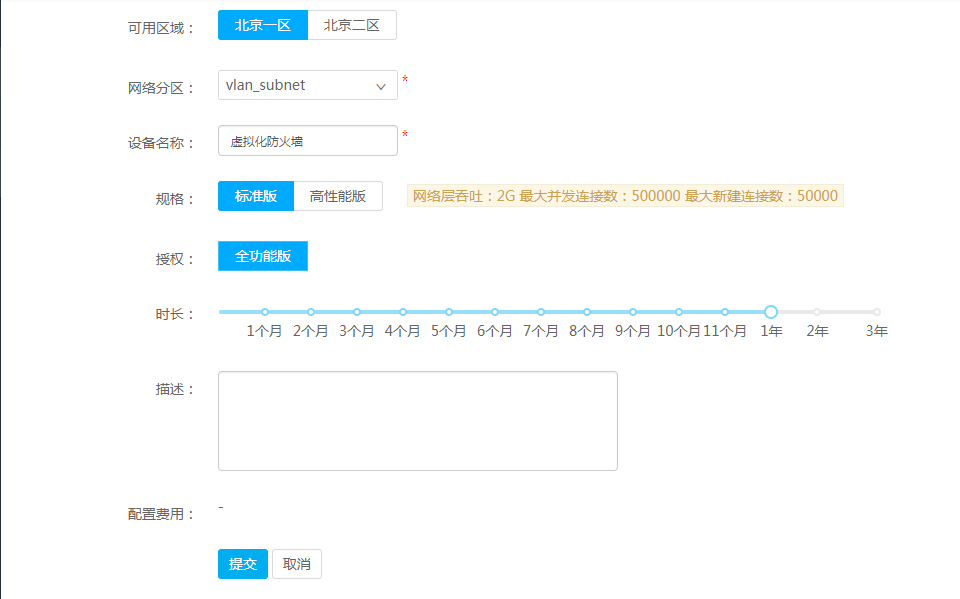 可用区域： 北京一区 北京二区
网络分区： vlan_subnet *
设备名称： 虚拟化防火墙 *
规格： 标准版 高性能版 网络层吞吐：2G 最大并发连接数：500000 最大新建连接数：50000
授权： 全功能版
时长：
1个月 2个月 3个月 4个月 5个月 6个月 7个月 8个月 9个月 10个月 11个月 1年 2年 3年
描述：
配置费用： -
提交 取消